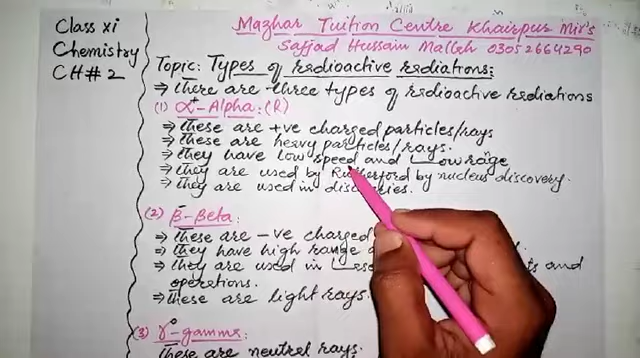 Class xi
Chemistry
CH#2
Mazhar Tuition Centre Khairpur Mir's
Sajjad Hussain Malleh 03052664290
Topic: Types of radioactive radiations:
⇒ There are three types of radioactive radiations
(1) α⁺-Alpha:(R)
⇒ These are +ve charged particles/rays
⇒ These are heavy particles/rays.
⇒ They have low speed and Low rage
⇒ They are used by Rutherford by nucleus discovery.
⇒ They are used in discories.
(2) β⁻-Beta:
⇒ These are -ve charged
⇒ They have high range
⇒ They are used in and
operations.
⇒ These are light rays.
(3) γ°-gamma:
These are neutral rays.